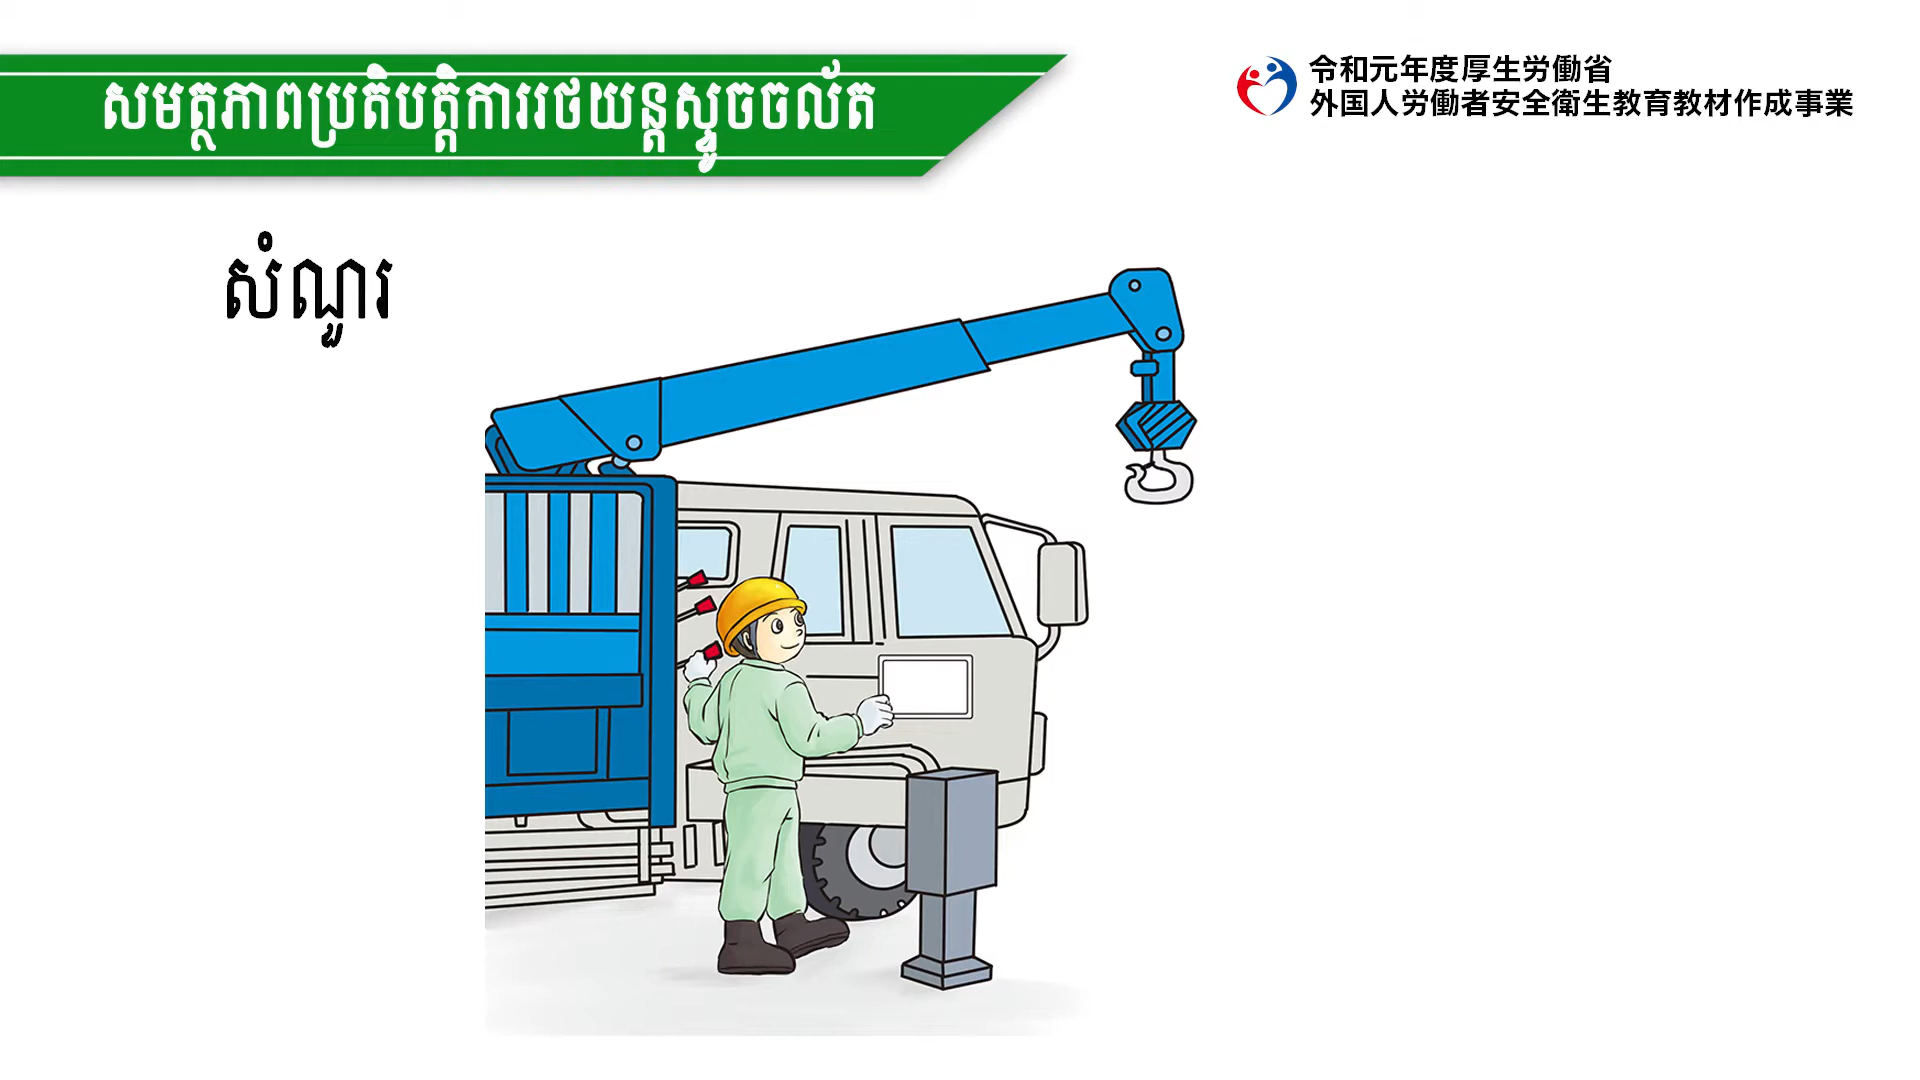 សមត្ថភាពប្រតិបត្តិការរថយន្តស្ទូចចល័ត
令和元年度厚生労働省
外国人労働者安全衛生教育教材作成事業
សំណួរ